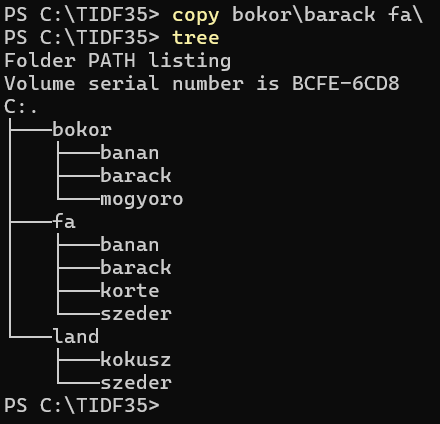 PS C:\TIDF35> copy bokor\barack fa\
PS C:\TIDF35> tree
Folder PATH listing
Volume serial number is BCFE-6CD8
C:.
├───bokor
│   ├───banan
│   ├───barack
│   └───mogyoro
├───fa
│   ├───banan
│   ├───barack
│   ├───korte
│   └───szeder
└───land
    ├───kokusz
    └───szeder
PS C:\TIDF35>